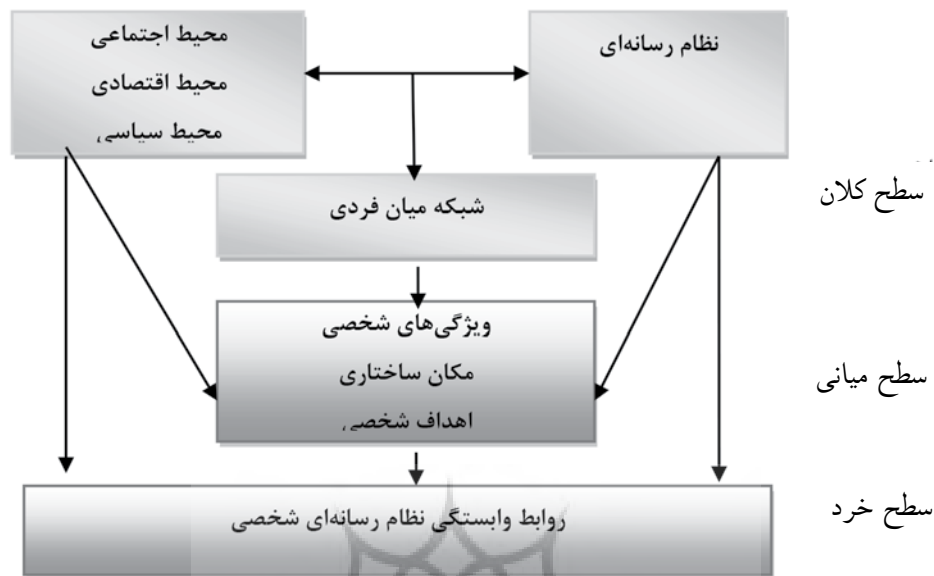 نظام رسانه‌ای
محیط اجتماعی
محیط اقتصادی
محیط سیاسی
سطح کلان
شبکه میان فردی
ویژگی‌های شخصی
مکان ساختاری
اهداف شخصی
سطح میانی
روابط وابستگی نظام رسانه‌ای شخصی
سطح خرد